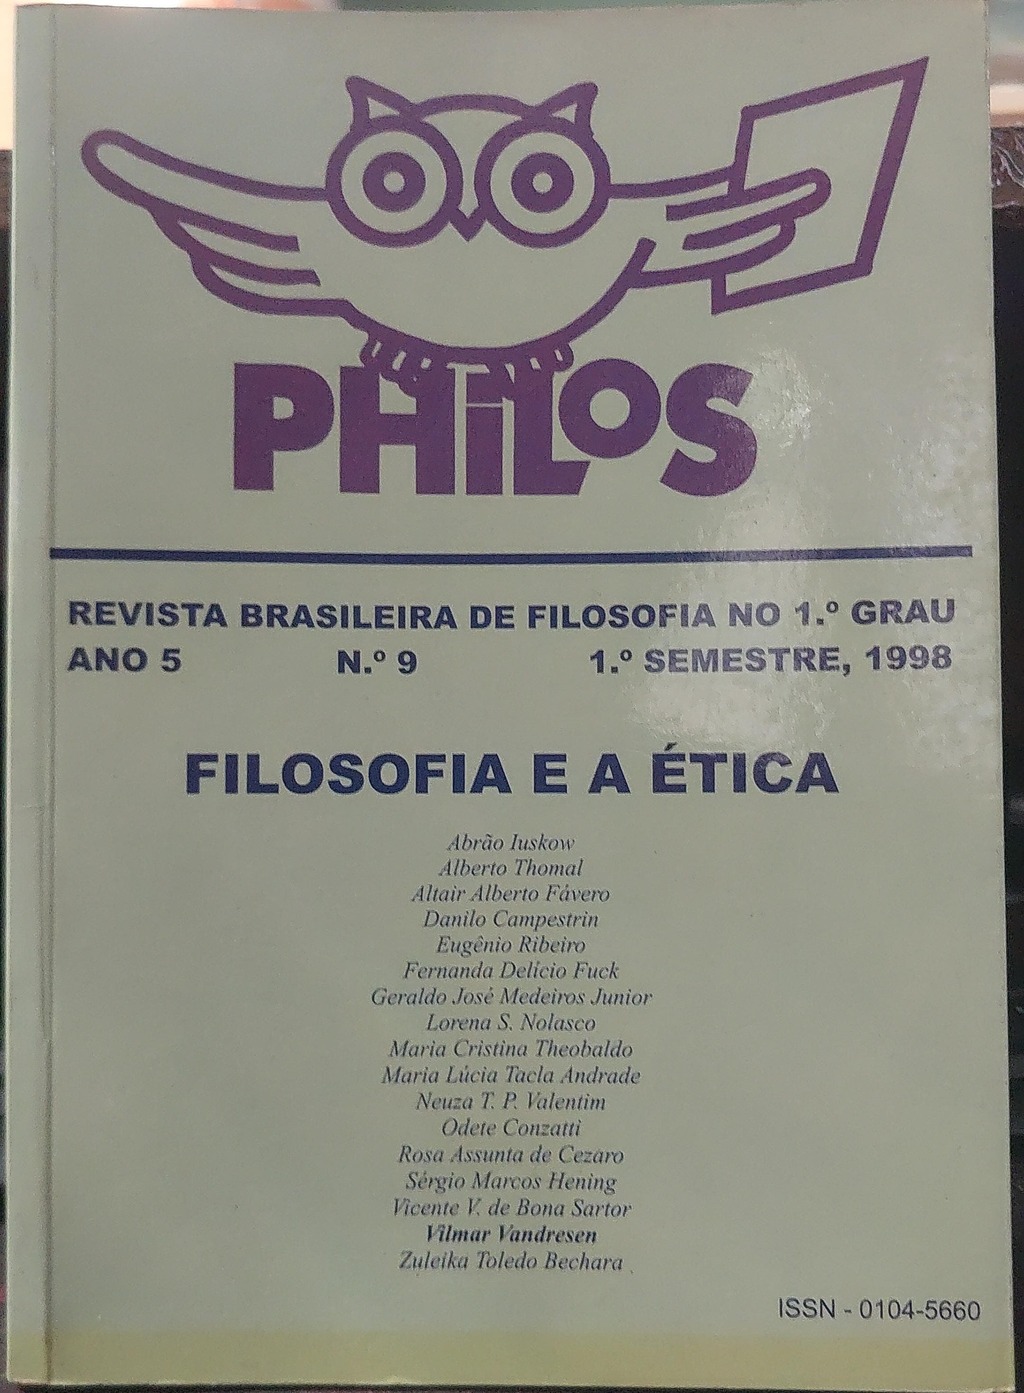 PHiLOS
REVISTA BRASILEIRA DE FILOSOFIA NO 1.º GRAU
ANO 5 N.º 9 1.º SEMESTRE, 1998
FILOSOFIA E A ÉTICA
Abrão Iuskow
Alberto Thomal
Altair Alberto Fávero
Danilo Campestrin
Eugênio Ribeiro
Fernanda Delício Fuck
Geraldo José Medeiros Junior
Lorena S. Nolasco
Maria Cristina Theobaldo
Maria Lúcia Tacla Andrade
Neuza T. P. Valentim
Odete Conzatti
Rosa Assunta de Cezaro
Sérgio Marcos Hening
Vicente V. de Bona Sartor
Vilmar Vandresen
Zuleika Toledo Bechara
ISSN - 0104-5660